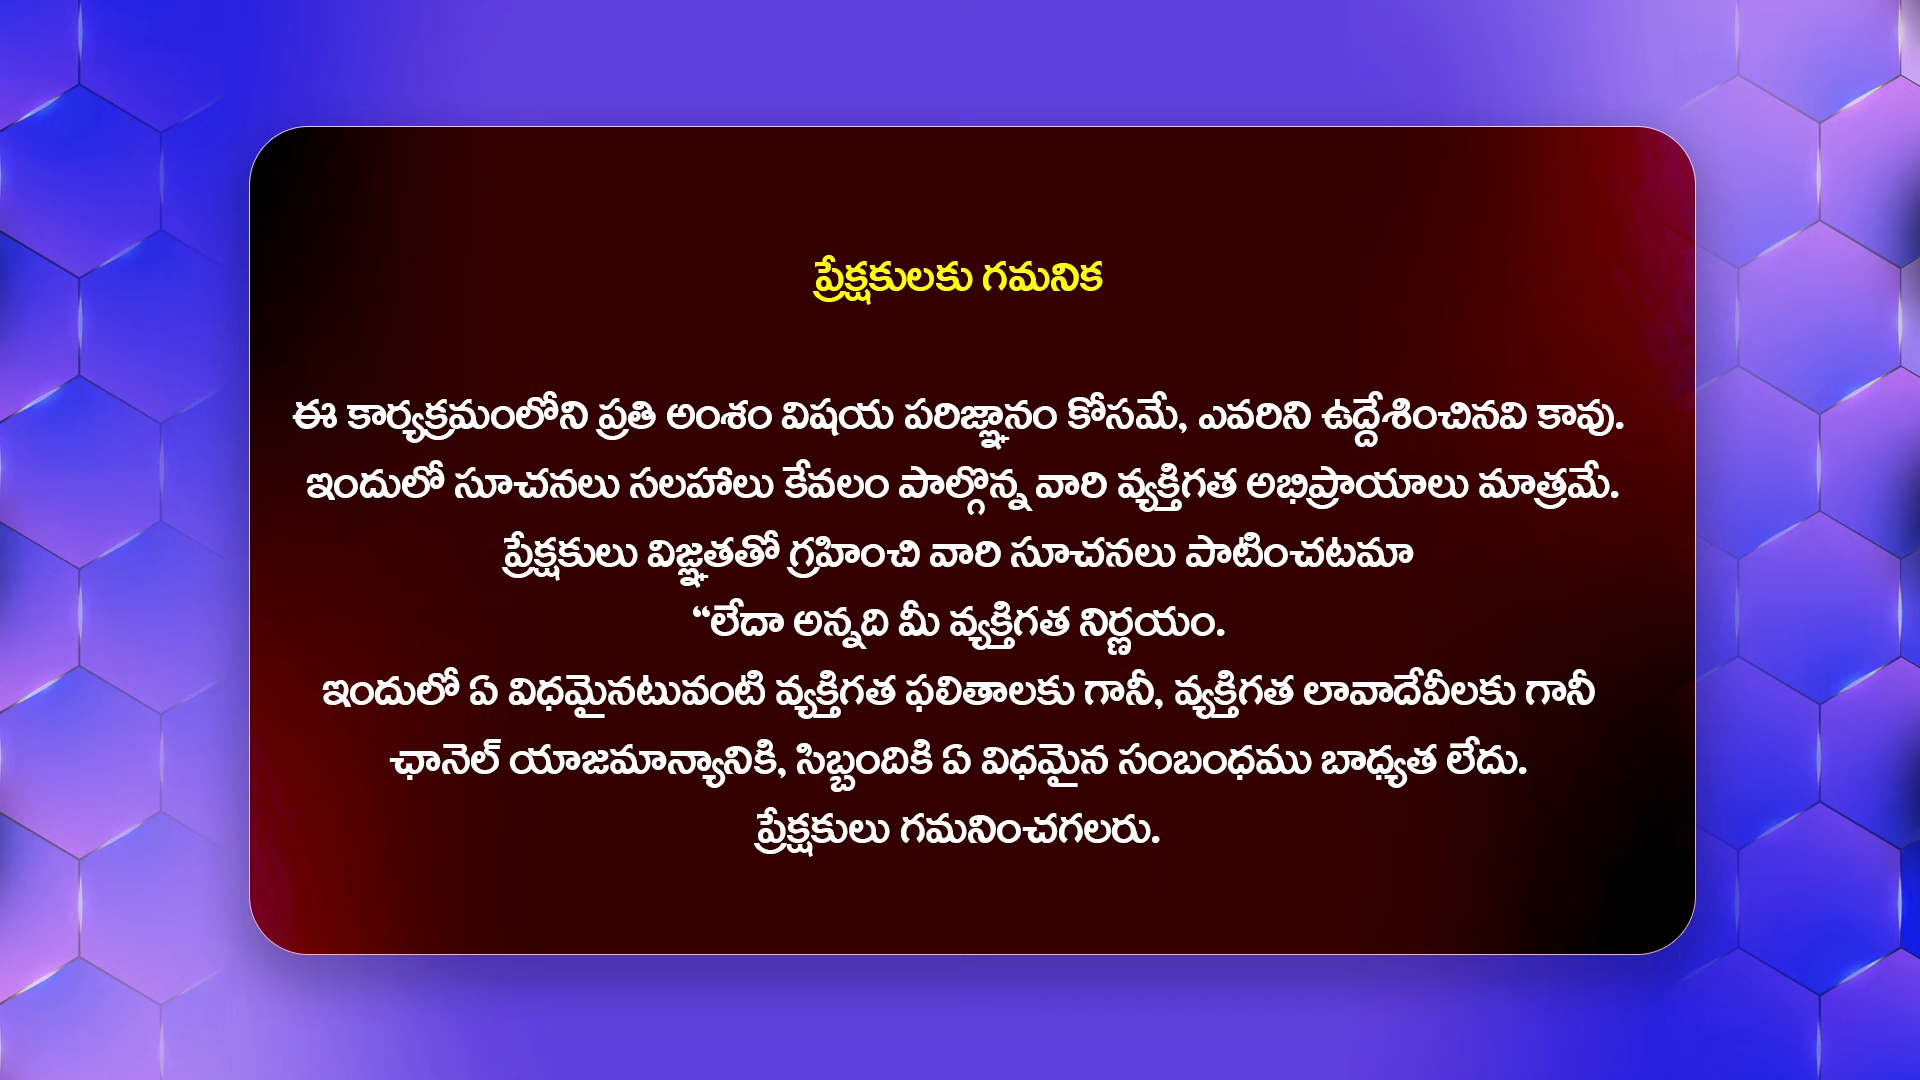 ప్రేక్షకులకు గమనిక
ఈ కార్యక్రమంలోని ప్రతి అంశం విషయ పరిజ్ఞానం కోసమే, ఎవరిని ఉద్దేశించినవి కావు.
ఇందులో సూచనలు సలహాలు కేవలం పాల్గొన్న వారి వ్యక్తిగత అభిప్రాయాలు మాత్రమే.
ప్రేక్షకులు విజ్ఞతతో గ్రహించి వారి సూచనలు పాటించటమా
“లేదా అన్నది మీ వ్యక్తిగత నిర్ణయం.
ఇందులో ఏ విధమైనటువంటి వ్యక్తిగత ఫలితాలకు గానీ, వ్యక్తిగత లావాదేవీలకు గానీ
ఛానెల్ యాజమాన్యానికి, సిబ్బందికి ఏ విధమైన సంబంధము బాధ్యత లేదు.
ప్రేక్షకులు గమనించగలరు.